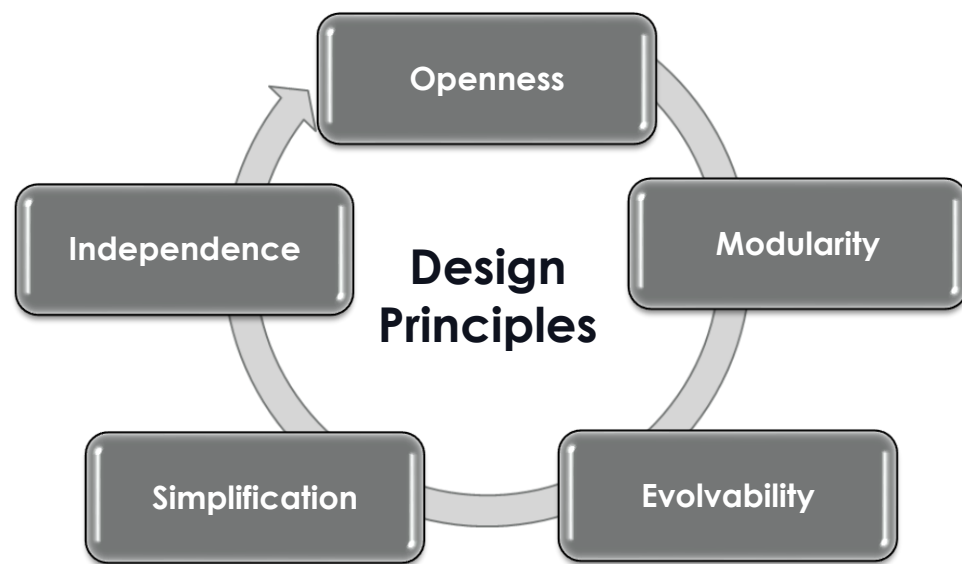 Openness
Modularity
Evolvability
Simplification
Independence
Design
Principles